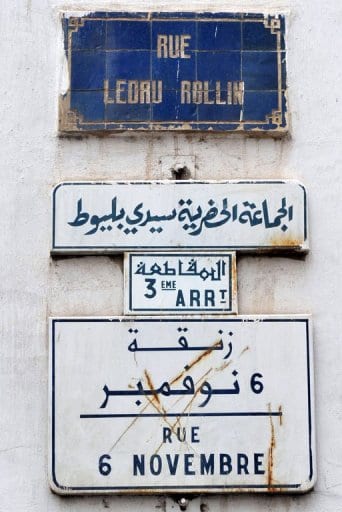 RUE
LEDRU ROLLIN
الجماعة الحضرية سيدي بليوط
المقاطعة
3EME ARRT
زنقة
6 نوفمبر
RUE
6 NOVEMBRE